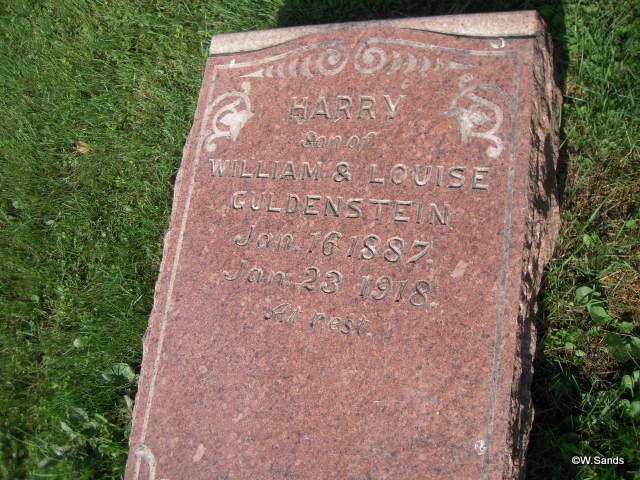 HARRY
Son of
WILLIAM & LOUISE
GULDENSTEIN
Jan. 16 1887.
Jan. 23 1918.
At rest.
©W.Sands